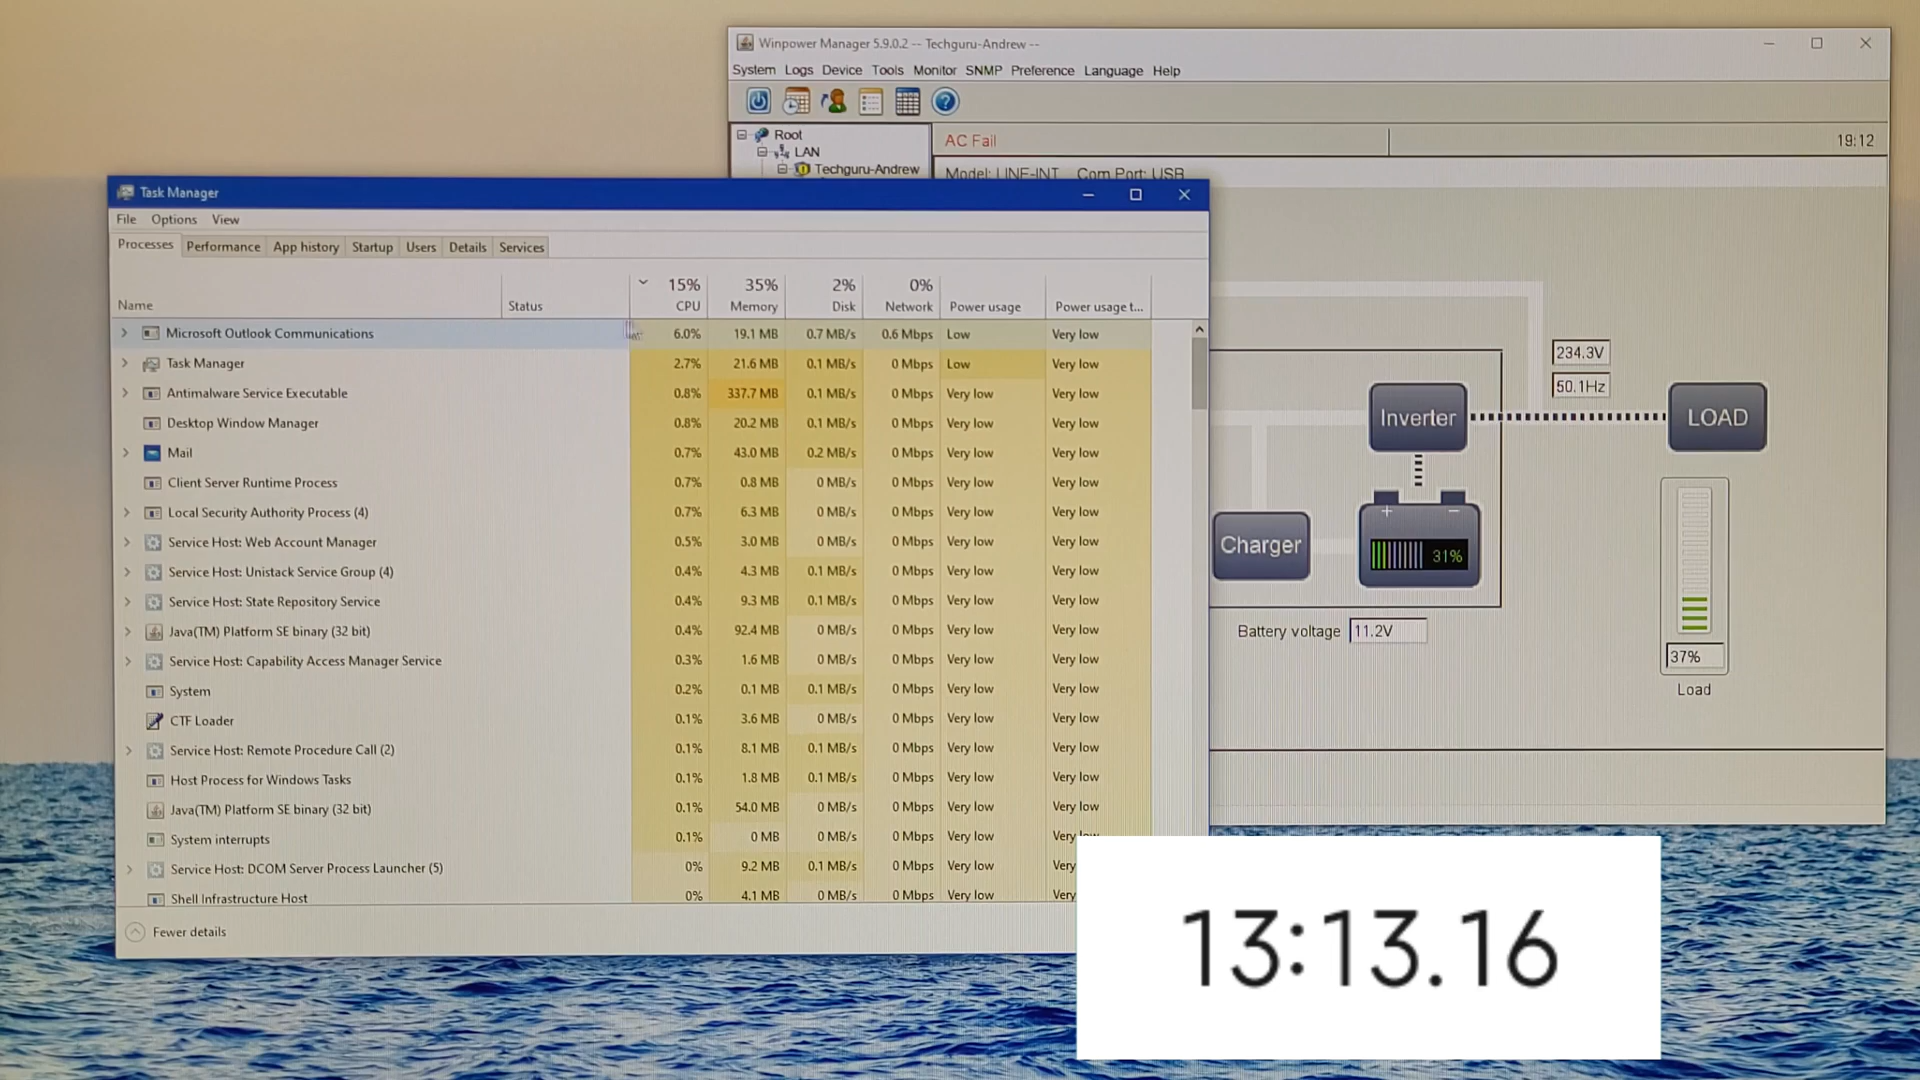 Winpower Manager 5.9.0.2 -- Techguru-Andrew --
System Logs Device Tools Monitor SNMP Preference Language Help
Root
LAN
Techguru-Andrew
AC Fail 19:12
Model: LINE-INT Com Port: USB
Task Manager
File Options View
Processes Performance App history Startup Users Details Services
15% 35% 2% 0%
Name Status CPU Memory Disk Network Power usage Power usage t...
Microsoft Outlook Communications 6.0% 19.1 MB 0.7 MB/s 0.6 Mbps Low Very low
Task Manager 2.7% 21.6 MB 0.1 MB/s 0 Mbps Low Very low
Antimalware Service Executable 0.8% 337.7 MB 0.1 MB/s 0 Mbps Very low Very low
Desktop Window Manager 0.8% 20.2 MB 0.1 MB/s 0 Mbps Very low Very low
Mail 0.7% 43.0 MB 0.2 MB/s 0 Mbps Very low Very low
Client Server Runtime Process 0.7% 0.8 MB 0 MB/s 0 Mbps Very low Very low
Local Security Authority Process (4) 0.7% 6.3 MB 0 MB/s 0 Mbps Very low Very low
Service Host: Web Account Manager 0.5% 3.0 MB 0 MB/s 0 Mbps Very low Very low
Service Host: Unistack Service Group (4) 0.4% 4.3 MB 0.1 MB/s 0 Mbps Very low Very low
Service Host: State Repository Service 0.4% 9.3 MB 0.1 MB/s 0 Mbps Very low Very low
Java(TM) Platform SE binary (32 bit) 0.4% 92.4 MB 0 MB/s 0 Mbps Very low Very low
Service Host: Capability Access Manager Service 0.3% 1.6 MB 0 MB/s 0 Mbps Very low Very low
System 0.2% 0.1 MB 0.1 MB/s 0 Mbps Very low Very low
CTF Loader 0.1% 3.6 MB 0 MB/s 0 Mbps Very low Very low
Service Host: Remote Procedure Call (2) 0.1% 8.1 MB 0.1 MB/s 0 Mbps Very low Very low
Host Process for Windows Tasks 0.1% 1.8 MB 0.1 MB/s 0 Mbps Very low Very low
Java(TM) Platform SE binary (32 bit) 0.1% 54.0 MB 0 MB/s 0 Mbps Very low Very low
System interrupts 0.1% 0 MB 0 MB/s 0 Mbps Very low Very low
Service Host: DCOM Server Process Launcher (5) 0% 9.2 MB 0.1 MB/s 0 Mbps Very low Very
Shell Infrastructure Host 0% 4.1 MB 0 MB/s 0 Mbps Very low Very
Fewer details
234.3V
50.1Hz
Inverter
LOAD
Charger
+ −
31%
Battery voltage 11.2V
37%
Load
13:13.16